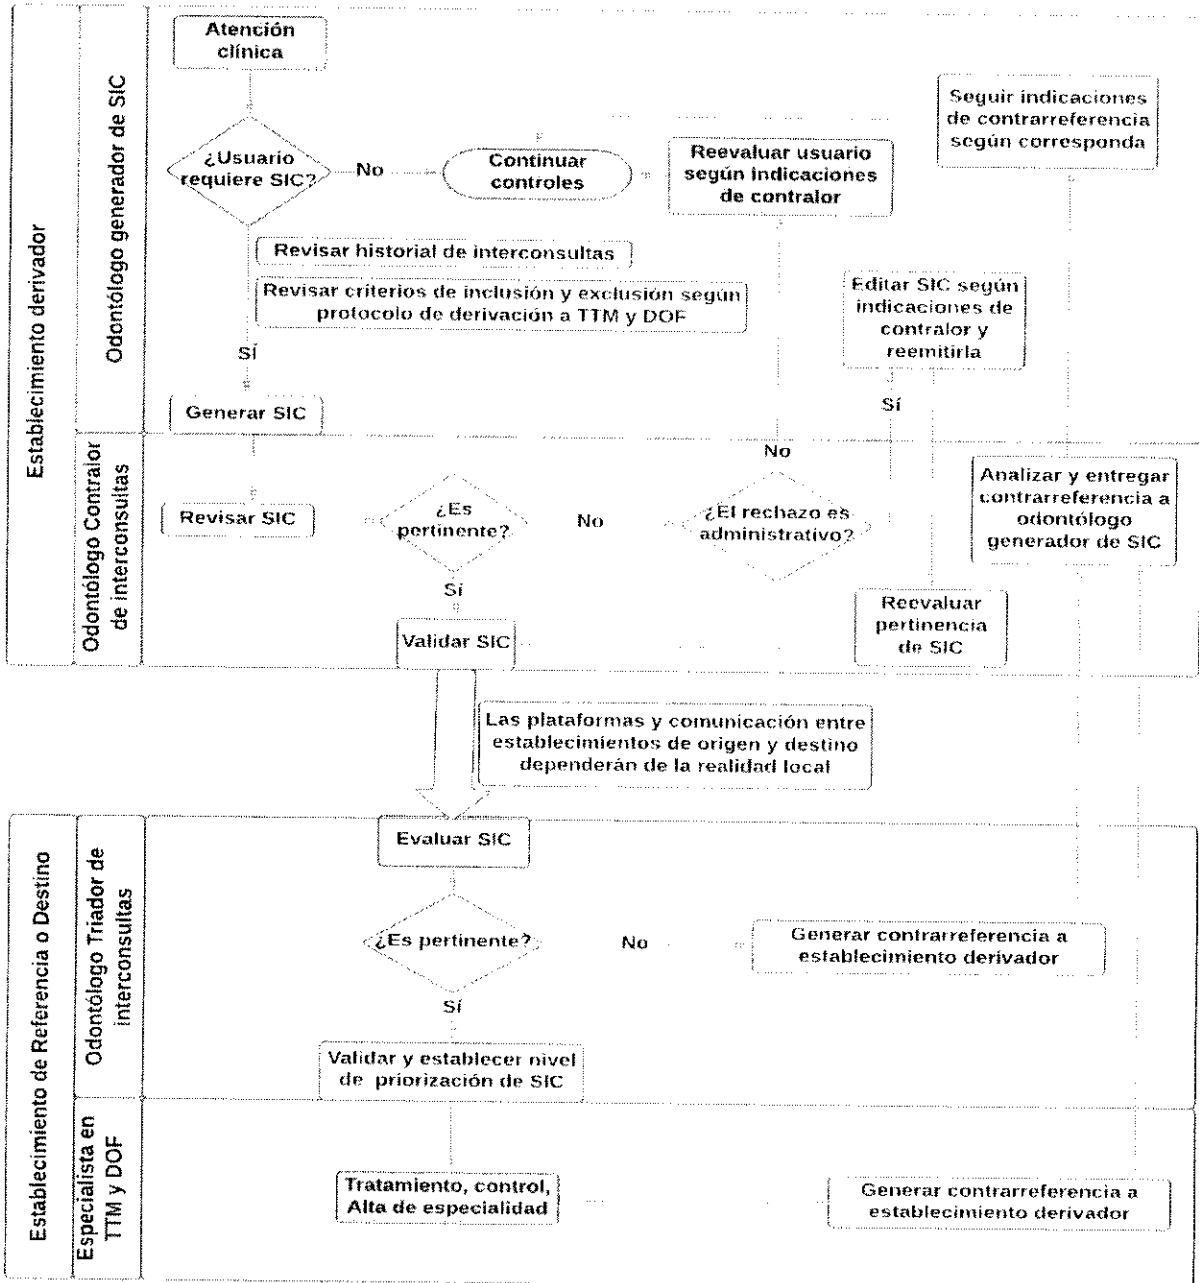 Establecimiento derivador
Odontólogo generador de SIC
Atención
clínica
¿Usuario
requiere SIC?
No
Continuar
controles
Reevaluar usuario
según indicaciones
de contralor
Seguir indicaciones
de contrarreferencia
según corresponda
Revisar historial de interconsultas
Revisar criterios de inclusión y exclusión según
protocolo de derivación a TTM y DOF
Editar SIC según
indicaciones de
contralor y
reemitirla
Sí
Generar SIC
Sí
Odontólogo Contralor
de interconsultas
Revisar SIC
¿Es
pertinente?
No
¿El rechazo es
administrativo?
No
Analizar y entregar
contrarreferencia a
odontólogo
generador de SIC
Sí
Validar SIC
Reevaluar
pertinencia
de SIC
Las plataformas y comunicación entre
establecimientos de origen y destino
dependerán de la realidad local
Establecimiento de Referencia o Destino
Odontólogo Triador de
interconsultas
Evaluar SIC
¿Es pertinente?
No
Generar contrarreferencia a
establecimiento derivador
Sí
Validar y establecer nivel
de priorización de SIC
Especialista en
TTM y DOF
Tratamiento, control,
Alta de especialidad
Generar contrarreferencia a
establecimiento derivador